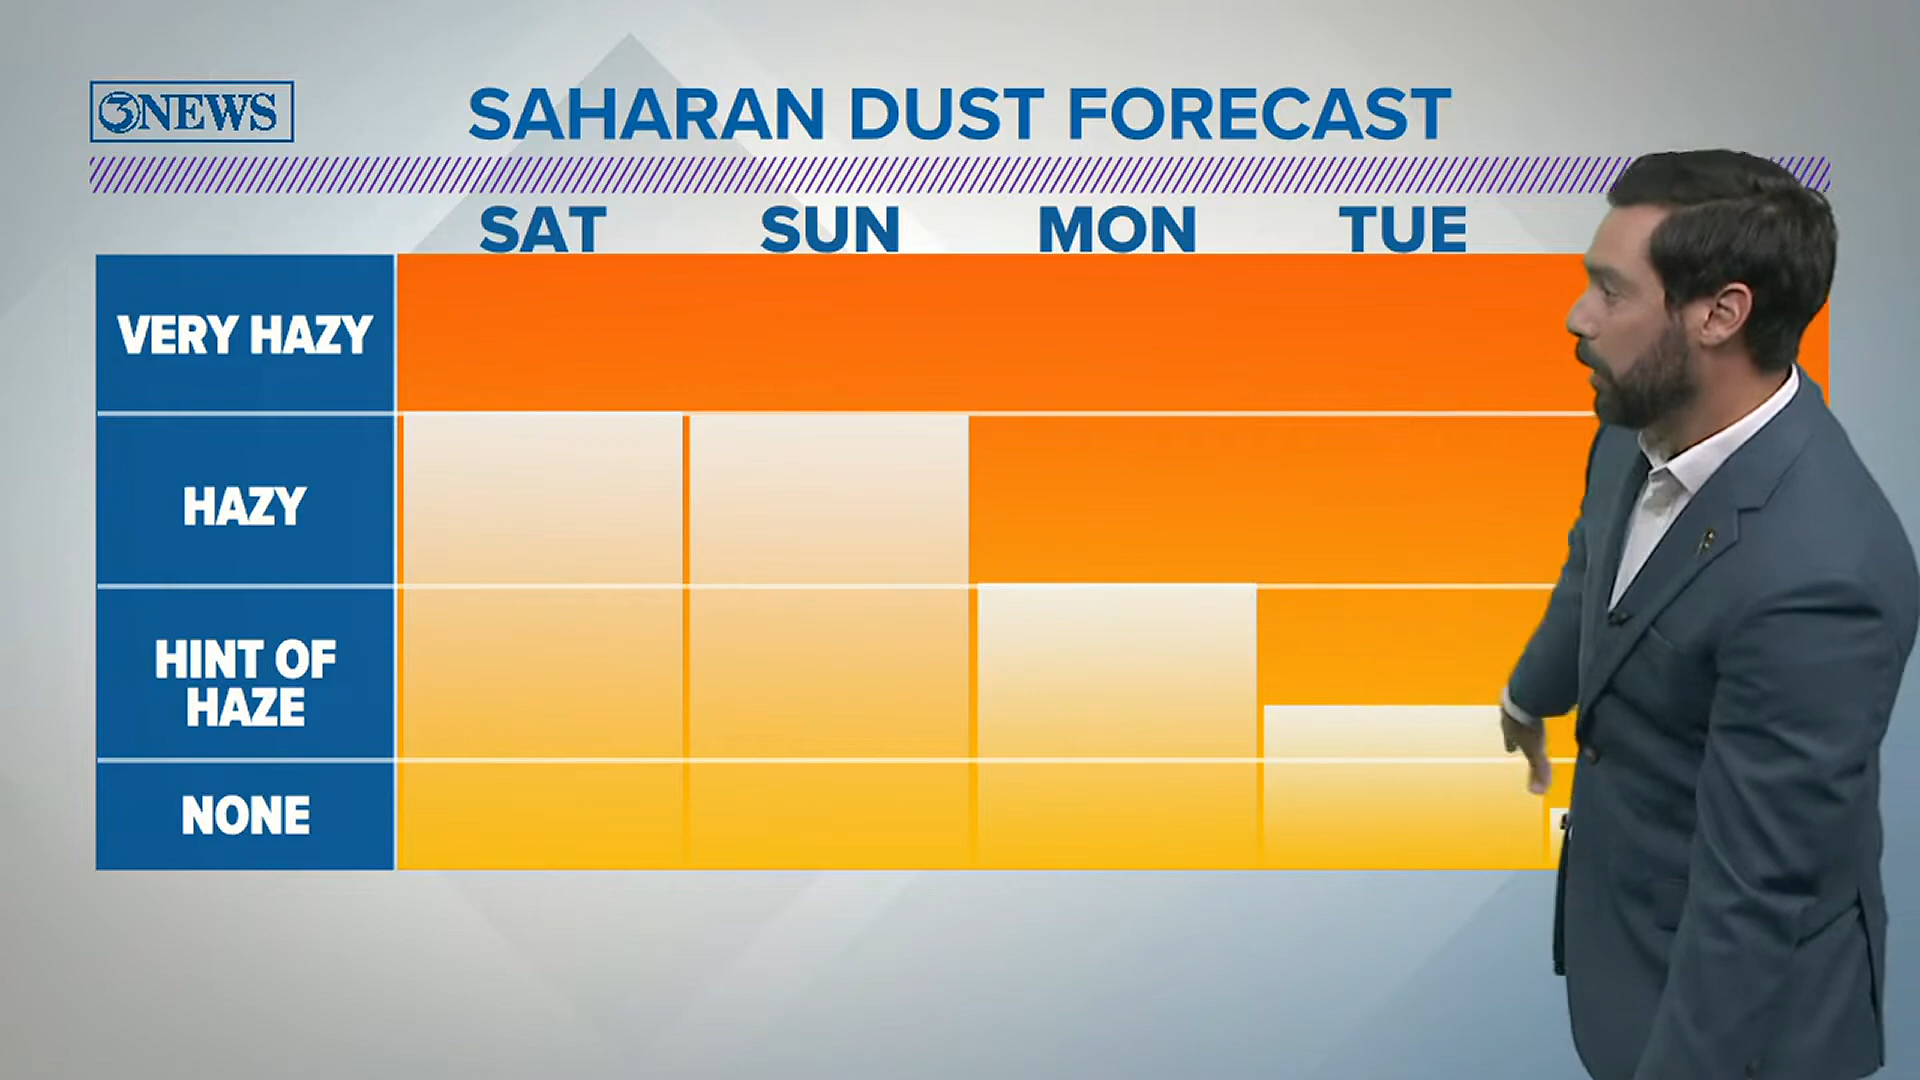 3NEWS
SAHARAN DUST FORECAST
SAT SUN MON TUE
VERY HAZY
HAZY
HINT OF
HAZE
NONE